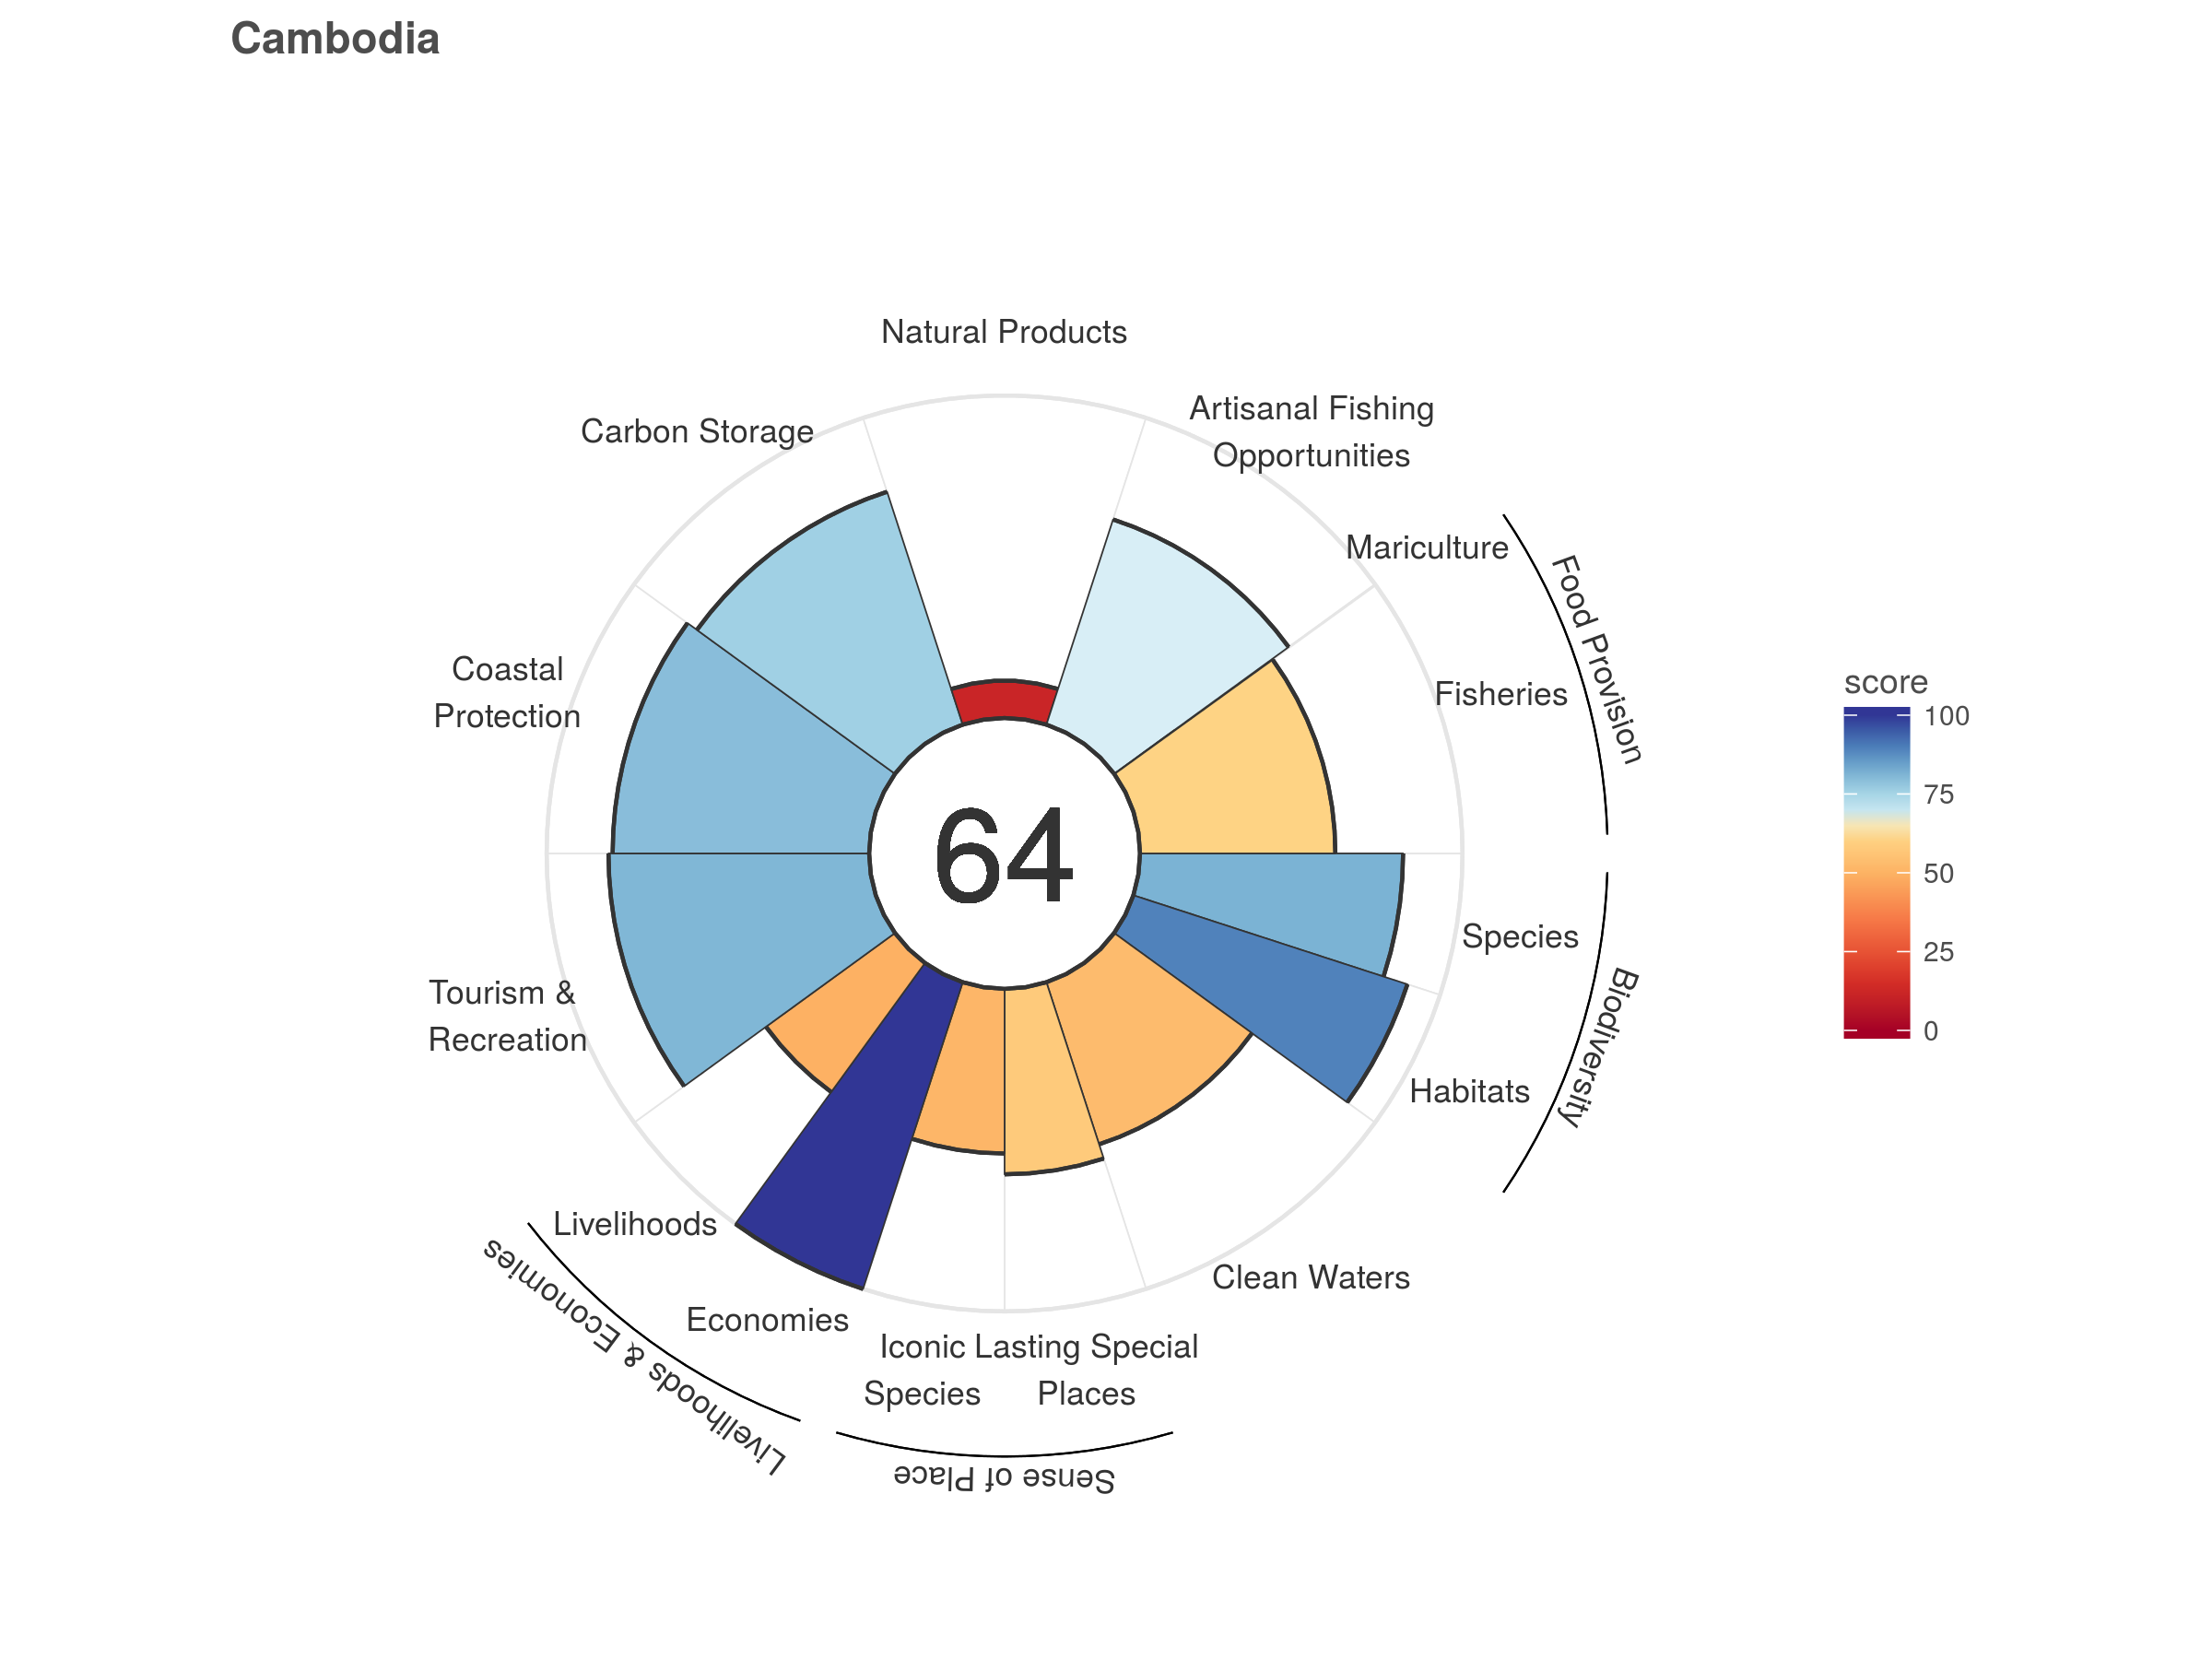 Cambodia
Natural Products
Artisanal Fishing
Opportunities
Carbon Storage
Mariculture
Food Provision
Fisheries
Coastal
Protection
64
score
100
75
50
25
0
Species
Biodiversity
Habitats
Tourism &
Recreation
Clean Waters
Livelihoods
Economies
Livelihoods & Economies
Iconic
Species
Lasting Special
Places
Sense of Place